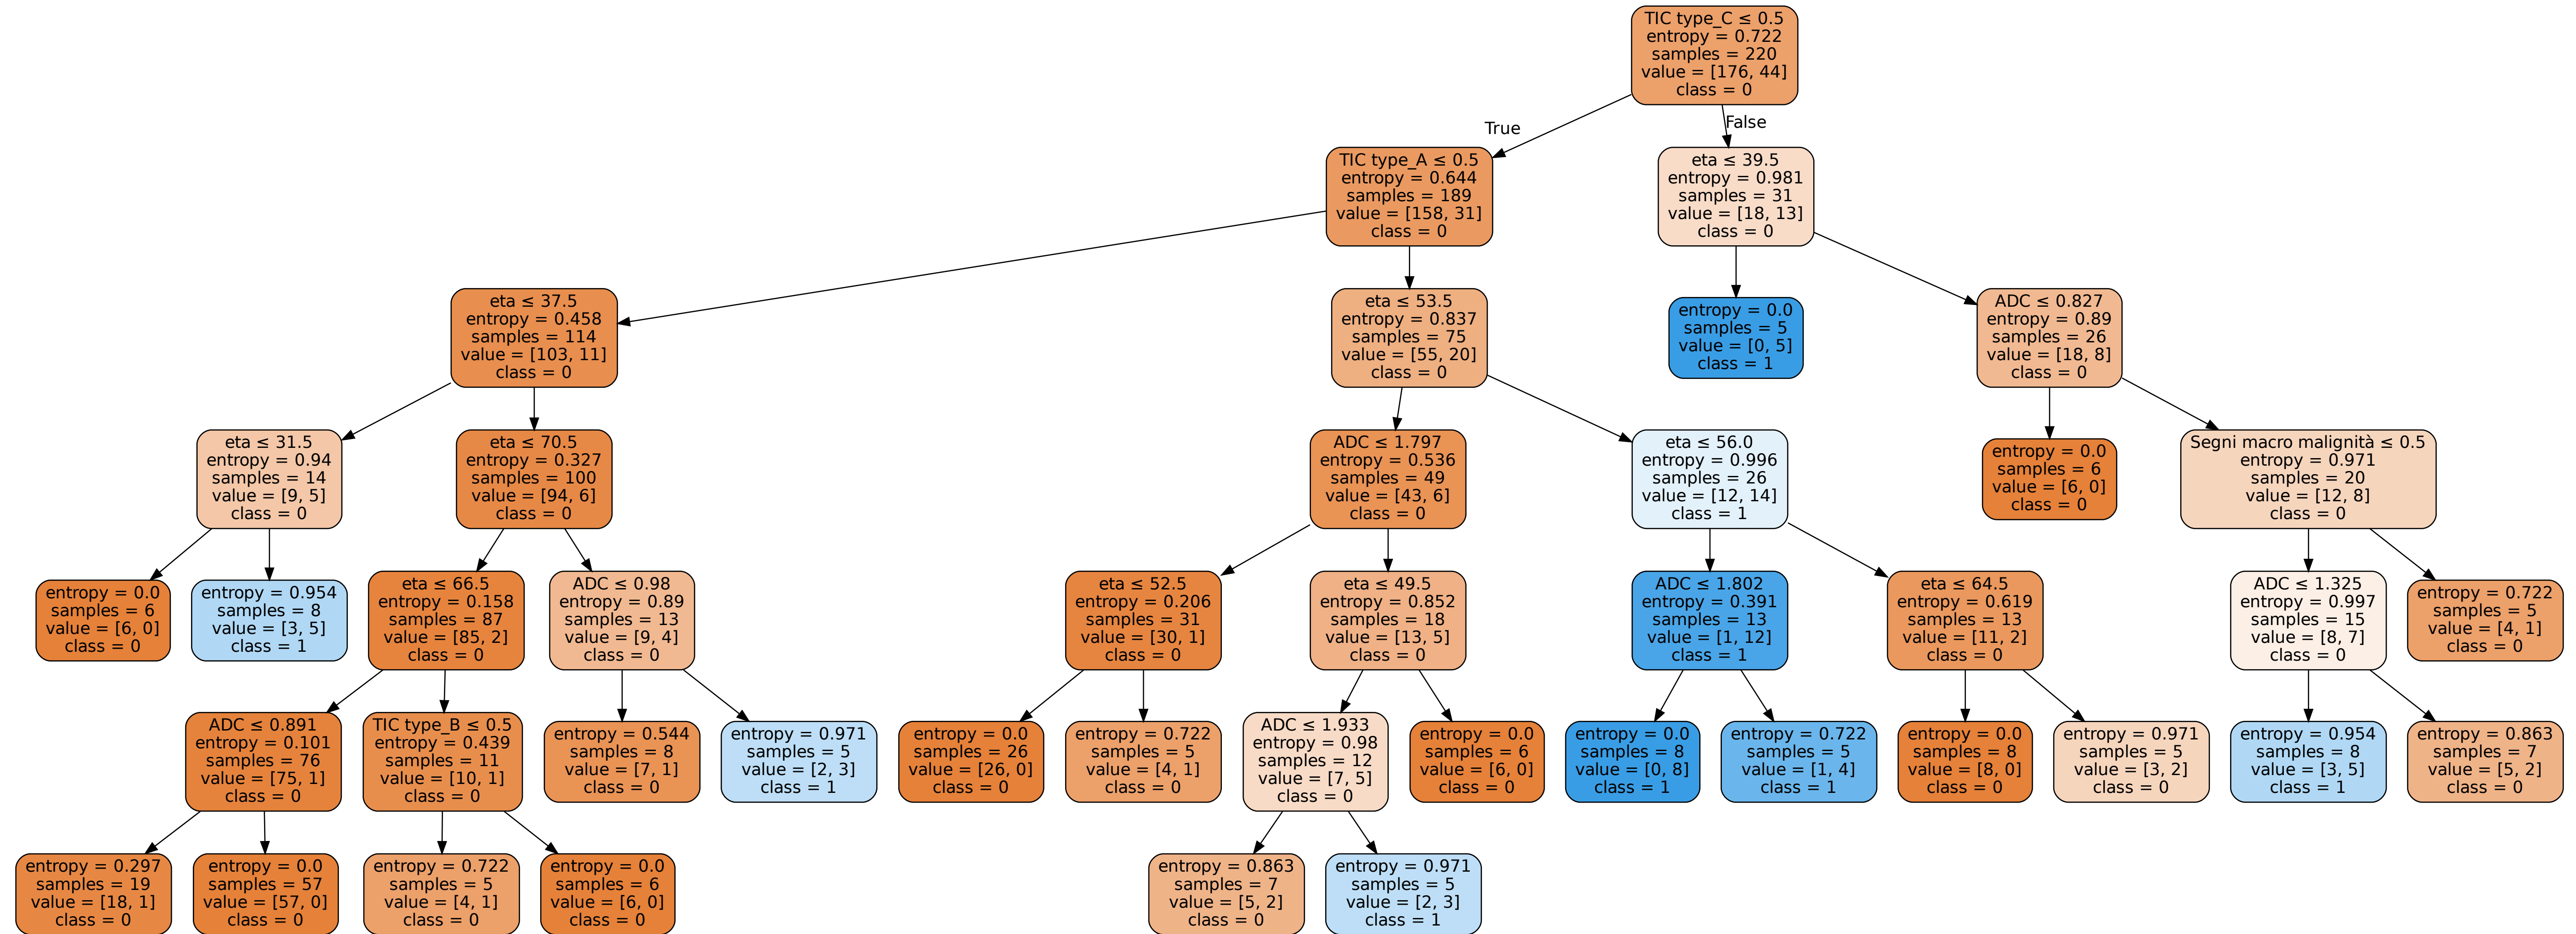 TIC type_C ≤ 0.5
entropy = 0.722
samples = 220
value = [176, 44]
class = 0
True
False
TIC type_A ≤ 0.5
entropy = 0.644
samples = 189
value = [158, 31]
class = 0
eta ≤ 39.5
entropy = 0.981
samples = 31
value = [18, 13]
class = 0
eta ≤ 37.5
entropy = 0.458
samples = 114
value = [103, 11]
class = 0
eta ≤ 53.5
entropy = 0.837
samples = 75
value = [55, 20]
class = 0
entropy = 0.0
samples = 5
value = [0, 5]
class = 1
ADC ≤ 0.827
entropy = 0.89
samples = 26
value = [18, 8]
class = 0
eta ≤ 31.5
entropy = 0.94
samples = 14
value = [9, 5]
class = 0
eta ≤ 70.5
entropy = 0.327
samples = 100
value = [94, 6]
class = 0
ADC ≤ 1.797
entropy = 0.536
samples = 49
value = [43, 6]
class = 0
eta ≤ 56.0
entropy = 0.996
samples = 26
value = [12, 14]
class = 1
entropy = 0.0
samples = 6
value = [6, 0]
class = 0
Segni macro malignità ≤ 0.5
entropy = 0.971
samples = 20
value = [12, 8]
class = 0
entropy = 0.0
samples = 6
value = [6, 0]
class = 0
entropy = 0.954
samples = 8
value = [3, 5]
class = 1
eta ≤ 66.5
entropy = 0.158
samples = 87
value = [85, 2]
class = 0
ADC ≤ 0.98
entropy = 0.89
samples = 13
value = [9, 4]
class = 0
eta ≤ 52.5
entropy = 0.206
samples = 31
value = [30, 1]
class = 0
eta ≤ 49.5
entropy = 0.852
samples = 18
value = [13, 5]
class = 0
ADC ≤ 1.802
entropy = 0.391
samples = 13
value = [1, 12]
class = 1
eta ≤ 64.5
entropy = 0.619
samples = 13
value = [11, 2]
class = 0
ADC ≤ 1.325
entropy = 0.997
samples = 15
value = [8, 7]
class = 0
entropy = 0.722
samples = 5
value = [4, 1]
class = 0
ADC ≤ 0.891
entropy = 0.101
samples = 76
value = [75, 1]
class = 0
TIC type_B ≤ 0.5
entropy = 0.439
samples = 11
value = [10, 1]
class = 0
entropy = 0.544
samples = 8
value = [7, 1]
class = 0
entropy = 0.971
samples = 5
value = [2, 3]
class = 1
entropy = 0.0
samples = 26
value = [26, 0]
class = 0
entropy = 0.722
samples = 5
value = [4, 1]
class = 0
ADC ≤ 1.933
entropy = 0.98
samples = 12
value = [7, 5]
class = 0
entropy = 0.0
samples = 6
value = [6, 0]
class = 0
entropy = 0.0
samples = 8
value = [0, 8]
class = 1
entropy = 0.722
samples = 5
value = [1, 4]
class = 1
entropy = 0.0
samples = 8
value = [8, 0]
class = 0
entropy = 0.971
samples = 5
value = [3, 2]
class = 0
entropy = 0.954
samples = 8
value = [3, 5]
class = 1
entropy = 0.863
samples = 7
value = [5, 2]
class = 0
entropy = 0.297
samples = 19
value = [18, 1]
class = 0
entropy = 0.0
samples = 57
value = [57, 0]
class = 0
entropy = 0.722
samples = 5
value = [4, 1]
class = 0
entropy = 0.0
samples = 6
value = [6, 0]
class = 0
entropy = 0.863
samples = 7
value = [5, 2]
class = 0
entropy = 0.971
samples = 5
value = [2, 3]
class = 1